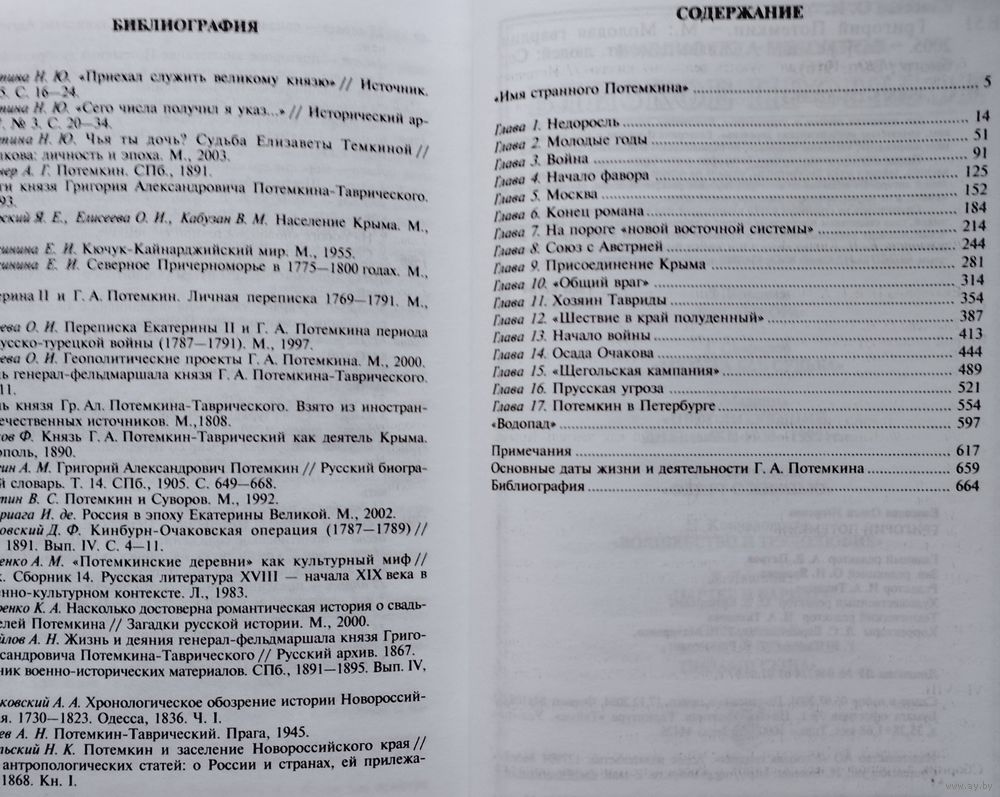 БИБЛИОГРАФИЯ
Н. Ю. «Приехал служить великому князю» // Источник.
5. С. 16—24.
Н. Ю. «Сего числа получил я указ...» // Исторический ар-
№ 3. С. 20—34.
Н. Ю. Чья ты дочь? Судьба Елизаветы Темкиной //
кова: личность и эпоха. М., 2003.
нер А. Г. Потемкин. СПб., 1891.
ти князя Григория Александровича Потемкина-Таврического.
93.
рский Я. Е., Елисеева О. И., Кабузан В. М. Население Крыма. М.,
инина Е. И. Кючук-Кайнарджийский мир. М., 1955.
инина Е. И. Северное Причерноморье в 1775—1800 годах. М.,
ерина II и Г. А. Потемкин. Личная переписка 1769—1791. М.,
еева О. И. Переписка Екатерины II и Г. А. Потемкина периода
русско-турецкой войны (1787—1791). М., 1997.
еева О. И. Геополитические проекты Г. А. Потемкина. М., 2000.
ь генерал-фельдмаршала князя Г. А. Потемкина-Таврического.
11.
ь князя Гр. Ал. Потемкина-Таврического. Взято из иностран-
течественных источников. М.,1808.
ов Ф. Князь Г. А. Потемкин-Таврический как деятель Крыма.
ополь, 1890.
гин А. М. Григорий Александрович Потемкин // Русский биогра-
й словарь. Т. 14. СПб., 1905. С. 649—668.
тин В. С. Потемкин и Суворов. М., 1992.
риага И. де. Россия в эпоху Екатерины Великой. М., 2002.
овский Д. Ф. Кинбурн-Очаковская операция (1787—1789) //
1891. Вып. IV. С. 4—11.
енко А. М. «Потемкинские деревни» как культурный миф //
к. Сборник 14. Русская литература XVIII — начала XIX века в
енно-культурном контексте. Л., 1983.
ренко К. А. Насколько достоверна романтическая история о свадь-
елей Потемкина // Загадки русской истории. М., 2000.
йлов А. Н. Жизнь и деяния генерал-фельдмаршала князя Григо-
сандровича Потемкина-Таврического // Русский архив. 1867.
ник военно-исторических материалов. СПб., 1891—1895. Вып. IV,
ковский А. А. Хронологическое обозрение истории Новороссий-
я. 1730—1823. Одесса, 1836. Ч. I.
ев А. Н. Потемкин-Таврический. Прага, 1945.
льский Н. К. Потемкин и заселение Новороссийского края //
антропологических статей: о России и странах, ей прилежа-
1868. Кн. I.
СОДЕРЖАНИЕ
«Имя странного Потемкина» 5
Глава 1. Недоросль 14
Глава 2. Молодые годы 51
Глава 3. Война 91
Глава 4. Начало фавора 125
Глава 5. Москва 152
Глава 6. Конец романа 184
Глава 7. На пороге «новой восточной системы» 214
Глава 8. Союз с Австрией 244
Глава 9. Присоединение Крыма 281
Глава 10. «Общий враг» 314
Глава 11. Хозяин Тавриды 354
Глава 12. «Шествие в край полуденный» 387
Глава 13. Начало войны 413
Глава 14. Осада Очакова 444
Глава 15. «Щегольская кампания» 489
Глава 16. Прусская угроза 521
Глава 17. Потемкин в Петербурге 554
«Водопад» 597
Примечания 617
Основные даты жизни и деятельности Г. А. Потемкина 659
Библиография 664
www.ay.by